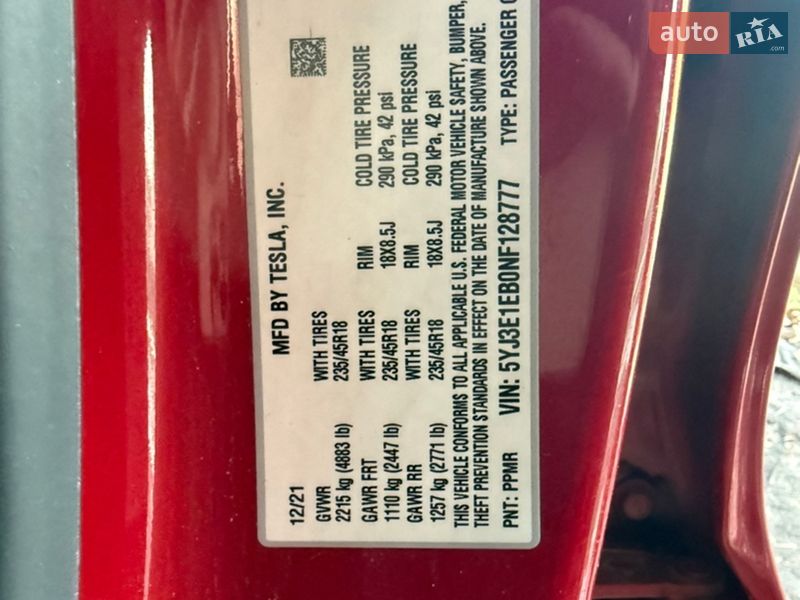 MFD BY TESLA, INC.
12/21
GVWR WITH TIRES RIM COLD TIRE PRESSURE
2215 kg (4883 lb) 235/45R18
GAWR FRT WITH TIRES RIM COLD TIRE PRESSURE
1110 kg (2447 lb) 235/45R18 18X8.5J 290 kPa, 42 psi
GAWR RR WITH TIRES RIM COLD TIRE PRESSURE
1257 kg (2771 lb) 235/45R18 18X8.5J 290 kPa, 42 psi
THIS VEHICLE CONFORMS TO ALL APPLICABLE U.S. FEDERAL MOTOR VEHICLE SAFETY, BUMPER,
THEFT PREVENTION STANDARDS IN EFFECT ON THE DATE OF MANUFACTURE SHOWN ABOVE.
PNT: PPMR VIN: 5YJ3E1EB0NF128777 TYPE: PASSENGER
auto RIA
.com